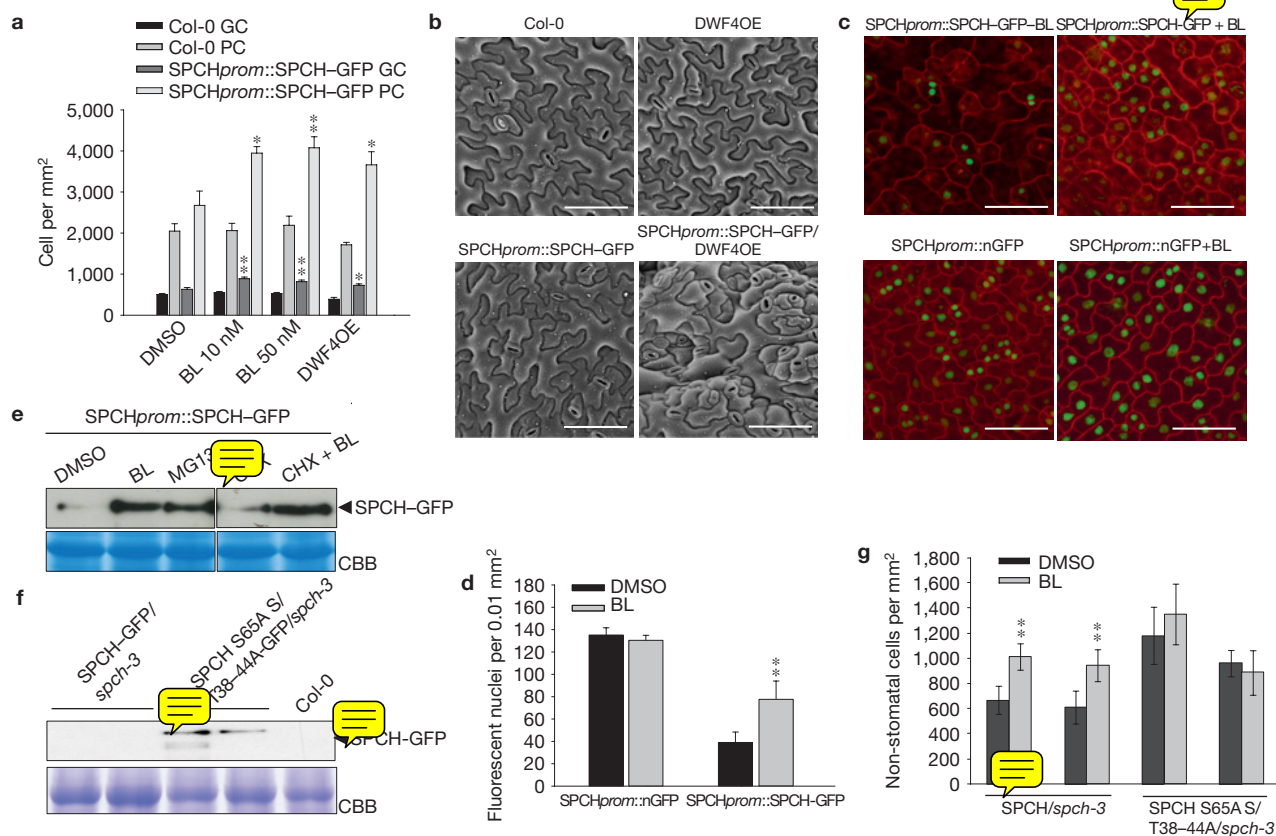 a
Col-0 GC
Col-0 PC
SPCHprom::SPCH–GFP GC
SPCHprom::SPCH–GFP PC
Cell per mm²
5,000
4,000
3,000
2,000
1,000
0
* ** ** ** * *
DMSO
BL 10 nM
BL 50 nM
DWF4OE
b
Col-0
DWF4OE
SPCHprom::SPCH–GFP
SPCHprom::SPCH–GFP/
DWF4OE
c
SPCHprom::SPCH–GFP–BL
SPCHprom::SPCH-GFP + BL
SPCHprom::nGFP
SPCHprom::nGFP+BL
e
SPCHprom::SPCH–GFP
DMSO
BL
CHX + BL
SPCH–GFP
CBB
f
SPCH–GFP/
spch-3
SPCH S65A S/
T38–44A-GFP/spch-3
Col-0
SPCH-GFP
CBB
d
Fluorescent nuclei per 0.01 mm²
180
160
140
120
100
80
60
40
20
0
DMSO
BL
**
SPCHprom::nGFP
SPCHprom::SPCH-GFP
g
Non-stomatal cells per mm²
1,800
1,600
1,400
1,200
1,000
800
600
400
200
0
DMSO
BL
** **
SPCH/spch-3
SPCH S65A S/
T38–44A/spch-3